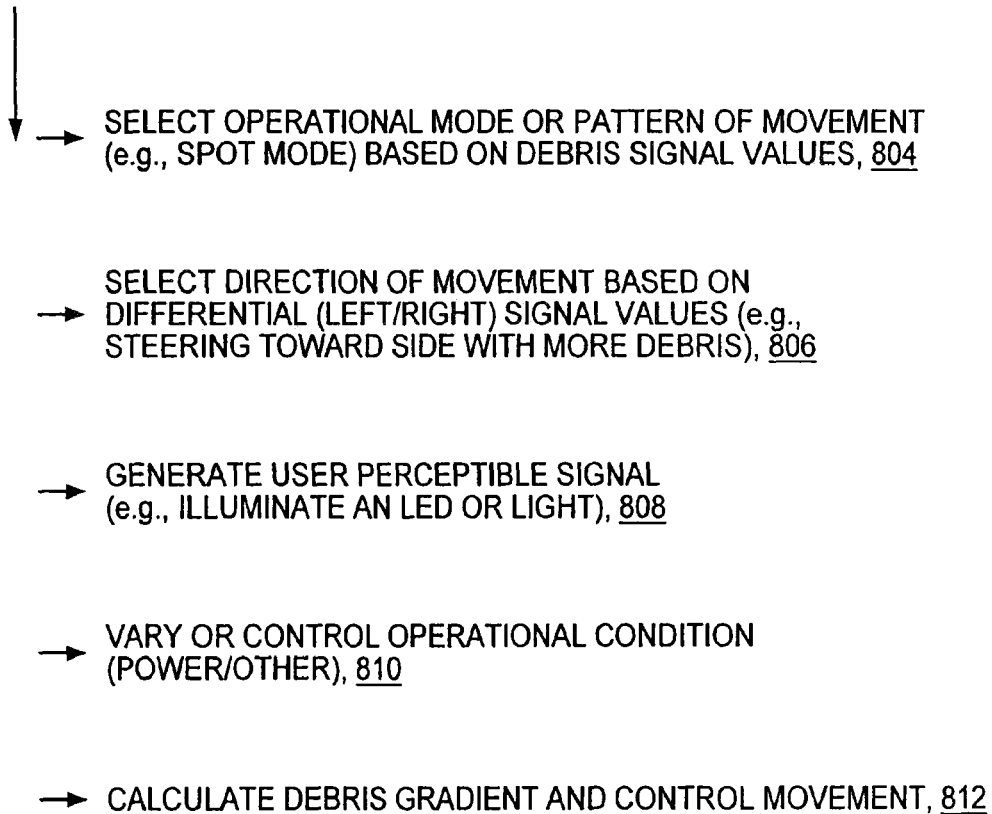 SELECT OPERATIONAL MODE OR PATTERN OF MOVEMENT
(e.g., SPOT MODE) BASED ON DEBRIS SIGNAL VALUES, 804
SELECT DIRECTION OF MOVEMENT BASED ON
DIFFERENTIAL (LEFT/RIGHT) SIGNAL VALUES (e.g.,
STEERING TOWARD SIDE WITH MORE DEBRIS), 806
GENERATE USER PERCEPTIBLE SIGNAL
(e.g., ILLUMINATE AN LED OR LIGHT), 808
VARY OR CONTROL OPERATIONAL CONDITION
(POWER/OTHER), 810
CALCULATE DEBRIS GRADIENT AND CONTROL MOVEMENT, 812